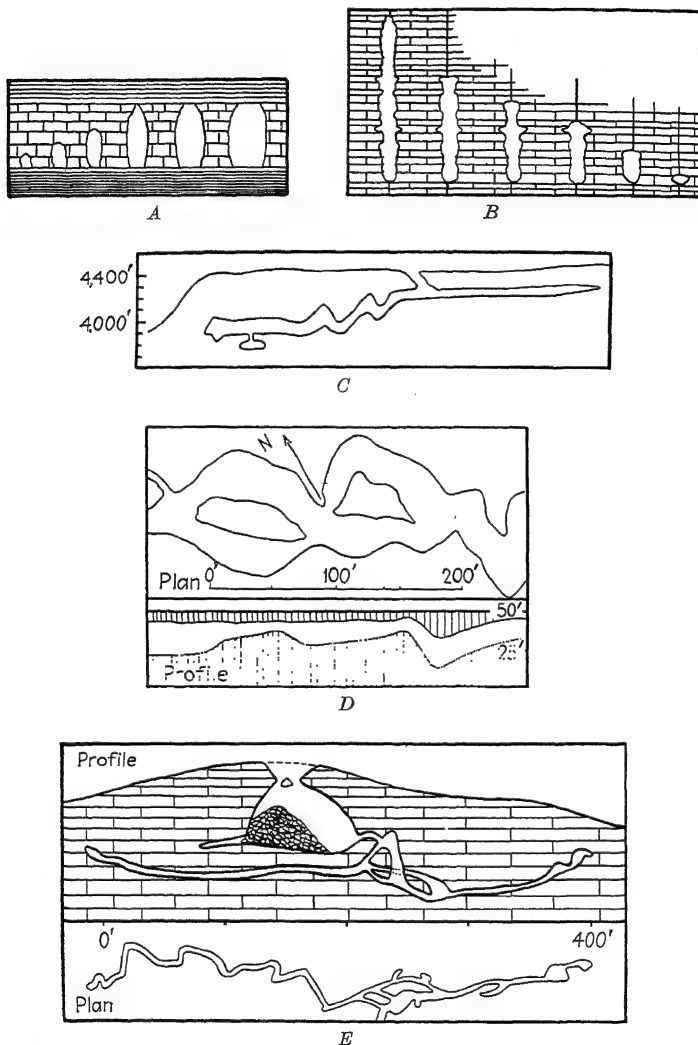 A
B
4,400'
4,000'
C
N
Plan 0' 100' 200'
50'
25'
Profile
D
Profile
0' 400'
Plan
E